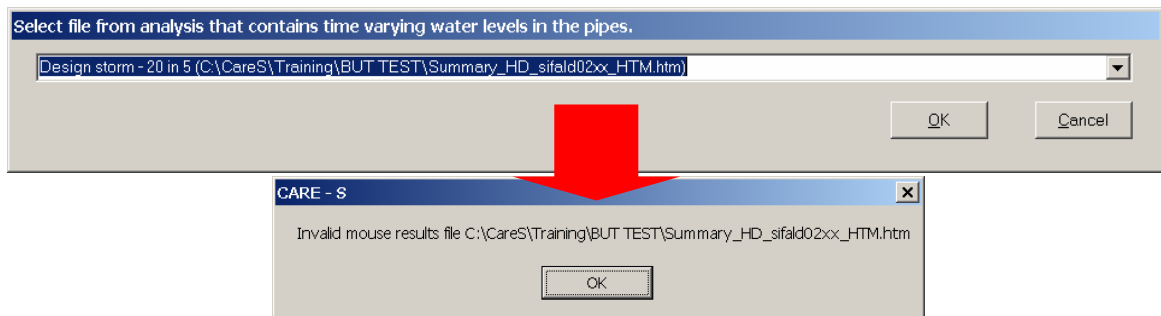 Select file from analysis that contains time varying water levels in the pipes.
Design storm - 20 in 5 (C:\CareS\Training\BUT TEST\Summary_HD_sifald02xx_HTM.htm)
OK Cancel
CARE - S
Invalid mouse results file C:\CareS\Training\BUT TEST\Summary_HD_sifald02xx_HTM.htm
OK